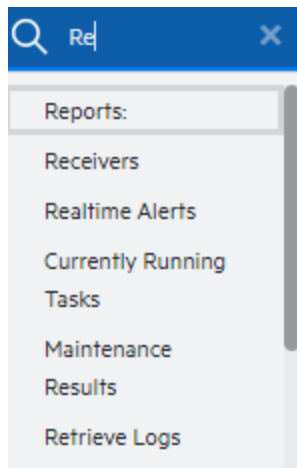 Re
Reports:
Receivers
Realtime Alerts
Currently Running
Tasks
Maintenance
Results
Retrieve Logs